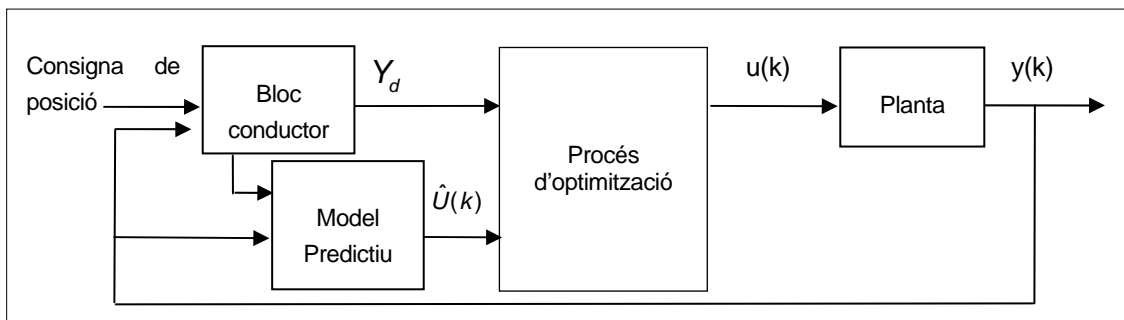 Consigna de
posició
Bloc
conductor
Y_d
Model
Predictiu
Û(k)
Procés
d'optimització
u(k)
Planta
y(k)